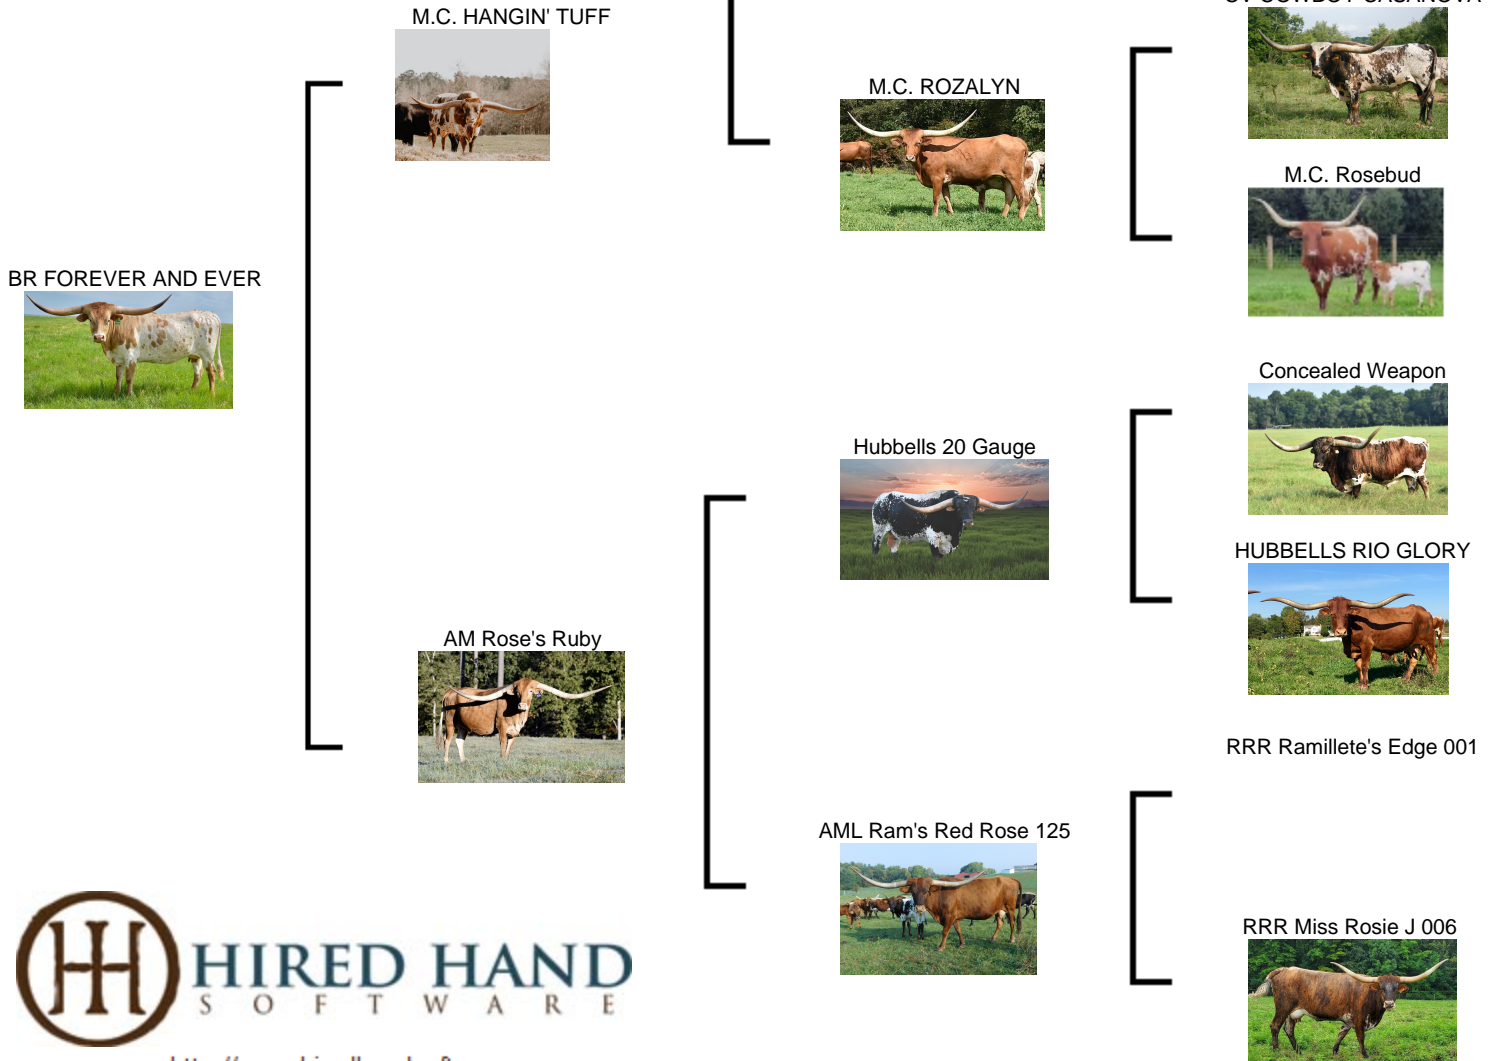 M.C. HANGIN' TUFF
M.C. ROZALYN
M.C. Rosebud
BR FOREVER AND EVER
Concealed Weapon
Hubbells 20 Gauge
HUBBELLS RIO GLORY
AM Rose's Ruby
RRR Ramillete's Edge 001
AML Ram's Red Rose 125
RRR Miss Rosie J 006
HIRED HAND
SOFTWARE